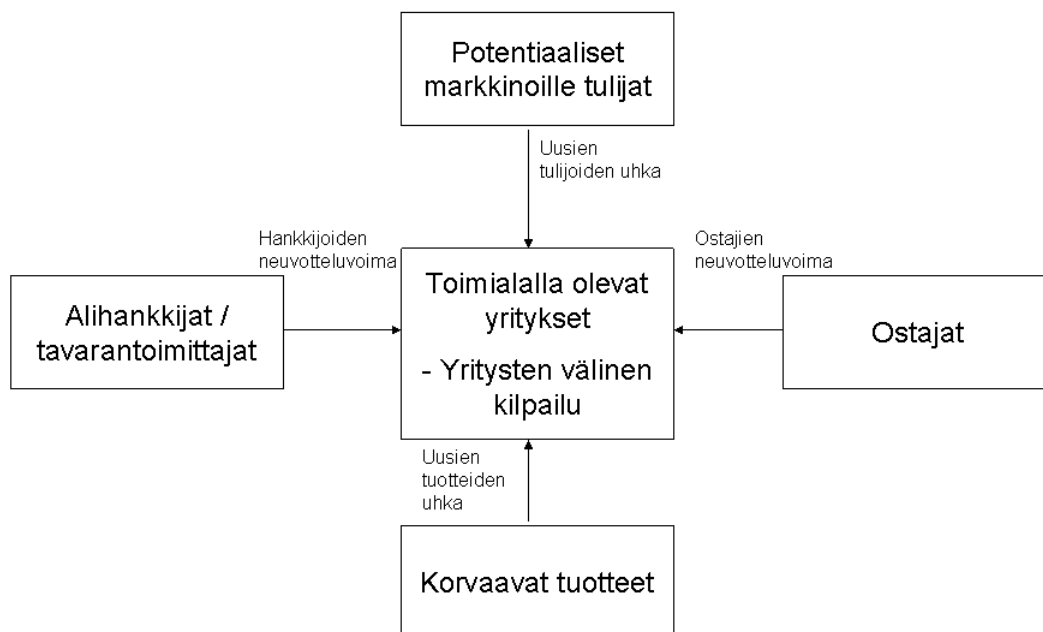 Potentiaaliset
markkinoille tulijat
Uusien
tulijoiden uhka
Hankkijoiden
neuvotteluvoima
Ostajien
neuvotteluvoima
Alihankkijat /
tavarantoimittajat
Toimialalla olevat
yritykset
- Yritysten välinen
kilpailu
Ostajat
Uusien
tuotteiden
uhka
Korvaavat tuotteet